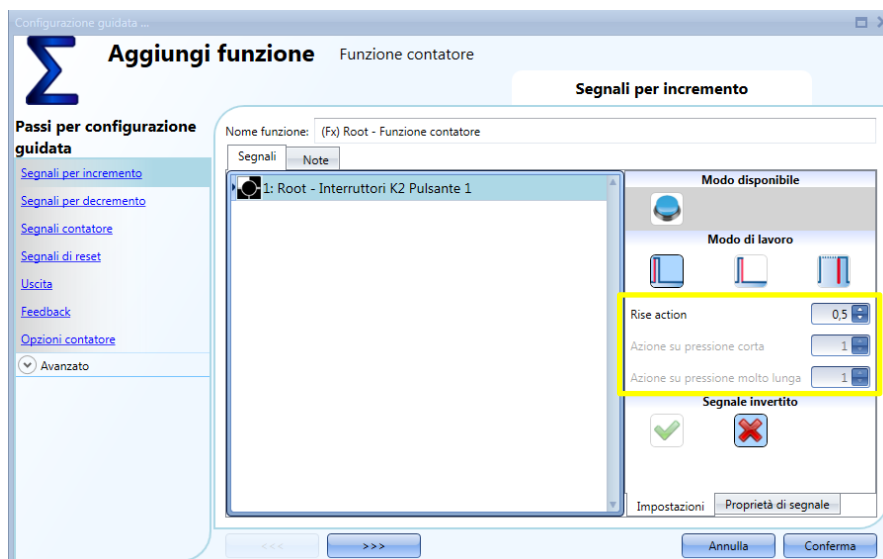 Configurazione guidata ...
Aggiungi funzione Funzione contatore
Segnali per incremento
Passi per configurazione
guidata
Segnali per incremento
Segnali per decremento
Segnali contatore
Segnali di reset
Uscita
Feedback
Opzioni contatore
Avanzato
Nome funzione: (Fx) Root - Funzione contatore
Segnali Note
1: Root - Interruttori K2 Pulsante 1
Modo disponibile
Modo di lavoro
Rise action 0,5
Azione su pressione corta 1
Azione su pressione molto lunga 1
Segnale invertito
Impostazioni Proprietà di segnale
<<< >>> Annulla Conferma